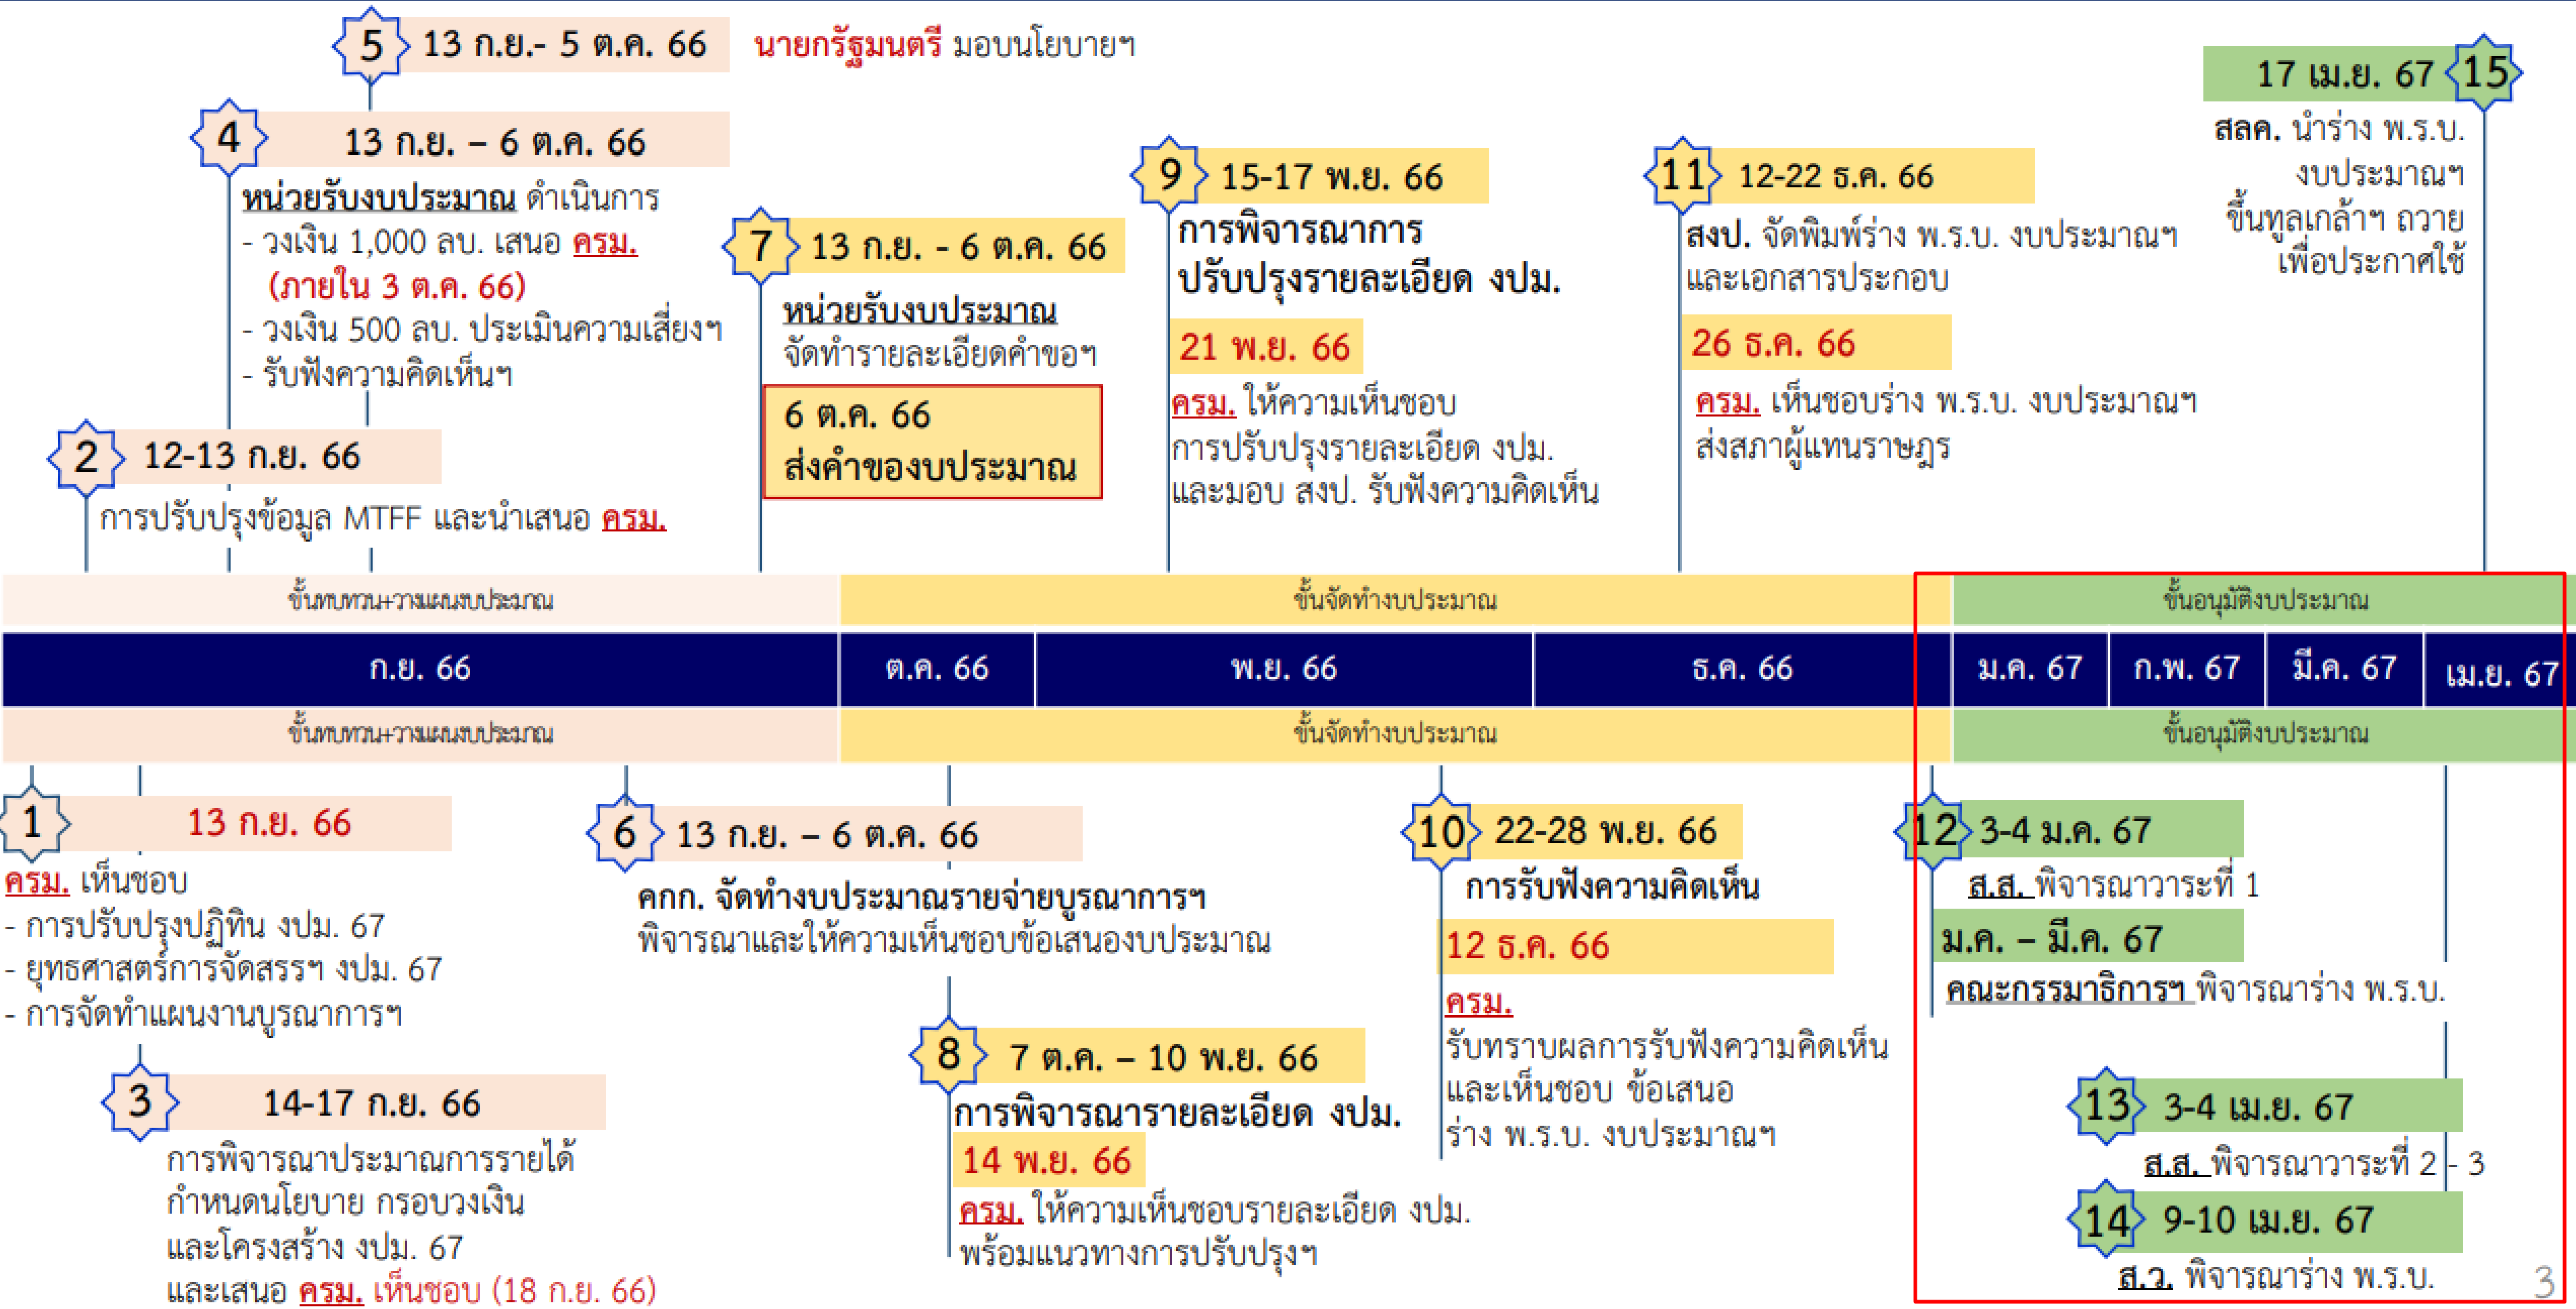 5 13 ก.ย.- 5 ต.ค. 66 นายกรัฐมนตรี มอบนโยบายฯ
4 13 ก.ย. – 6 ต.ค. 66
หน่วยรับงบประมาณ ดำเนินการ
- วงเงิน 1,000 ลบ. เสนอ ครม.
(ภายใน 3 ต.ค. 66)
- วงเงิน 500 ลบ. ประเมินความเสี่ยงฯ
- รับฟังความคิดเห็นฯ
2 12-13 ก.ย. 66
การปรับปรุงข้อมูล MTFF และนำเสนอ ครม.
7 13 ก.ย. - 6 ต.ค. 66
หน่วยรับงบประมาณ
จัดทำรายละเอียดคำขอฯ
6 ต.ค. 66
ส่งคำของบประมาณ
9 15-17 พ.ย. 66
การพิจารณาการ
ปรับปรุงรายละเอียด งปม.
21 พ.ย. 66
ครม. ให้ความเห็นชอบ
การปรับปรุงรายละเอียด งปม.
และมอบ สงป. รับฟังความคิดเห็น
11 12-22 ธ.ค. 66
สงป. จัดพิมพ์ร่าง พ.ร.บ. งบประมาณฯ
และเอกสารประกอบ
26 ธ.ค. 66
ครม. เห็นชอบร่าง พ.ร.บ. งบประมาณฯ
ส่งสภาผู้แทนราษฎร
17 เม.ย. 67 15
สลค. นำร่าง พ.ร.บ.
งบประมาณฯ
ขึ้นทูลเกล้าฯ ถวาย
เพื่อประกาศใช้
ขั้นทบทวน+วางแผนงบประมาณ ขั้นจัดทำงบประมาณ ขั้นอนุมัติงบประมาณ
ก.ย. 66 ต.ค. 66 พ.ย. 66 ธ.ค. 66 ม.ค. 67 ก.พ. 67 มี.ค. 67 เม.ย. 67
ขั้นทบทวน+วางแผนงบประมาณ ขั้นจัดทำงบประมาณ ขั้นอนุมัติงบประมาณ
1 13 ก.ย. 66
ครม. เห็นชอบ
- การปรับปรุงปฏิทิน งปม. 67
- ยุทธศาสตร์การจัดสรรฯ งปม. 67
- การจัดทำแผนงานบูรณาการฯ
3 14-17 ก.ย. 66
การพิจารณาประมาณการรายได้
กำหนดนโยบาย กรอบวงเงิน
และโครงสร้าง งปม. 67
และเสนอ ครม. เห็นชอบ (18 ก.ย. 66)
6 13 ก.ย. – 6 ต.ค. 66
คกก. จัดทำงบประมาณรายจ่ายบูรณาการฯ
พิจารณาและให้ความเห็นชอบข้อเสนองบประมาณ
8 7 ต.ค. – 10 พ.ย. 66
การพิจารณารายละเอียด งปม.
14 พ.ย. 66
ครม. ให้ความเห็นชอบรายละเอียด งปม.
พร้อมแนวทางการปรับปรุงฯ
10 22-28 พ.ย. 66
การรับฟังความคิดเห็น
12 ธ.ค. 66
ครม.
รับทราบผลการรับฟังความคิดเห็น
และเห็นชอบ ข้อเสนอ
ร่าง พ.ร.บ. งบประมาณฯ
12 3-4 ม.ค. 67
ส.ส. พิจารณาวาระที่ 1
ม.ค. – มี.ค. 67
คณะกรรมาธิการฯ พิจารณาร่าง พ.ร.บ.
13 3-4 เม.ย. 67
ส.ส. พิจารณาวาระที่ 2 - 3
14 9-10 เม.ย. 67
ส.ว. พิจารณาร่าง พ.ร.บ.
3